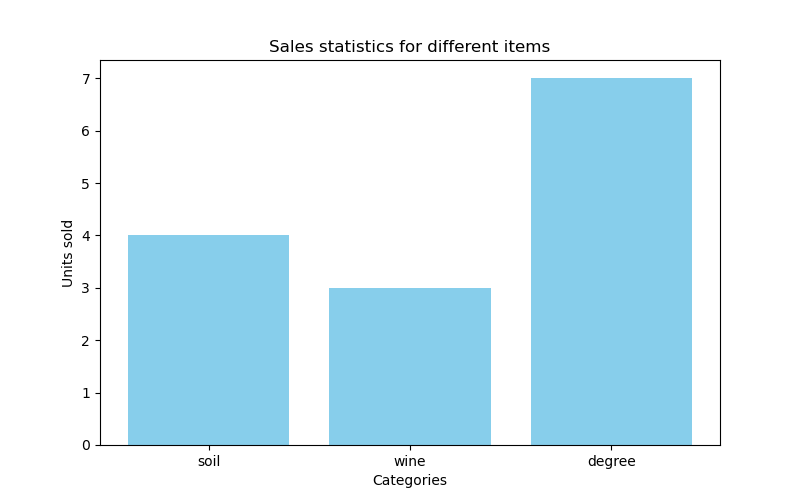 Sales statistics for different items
7
6
5
4
3
2
1
0
Units sold
soil wine degree
Categories